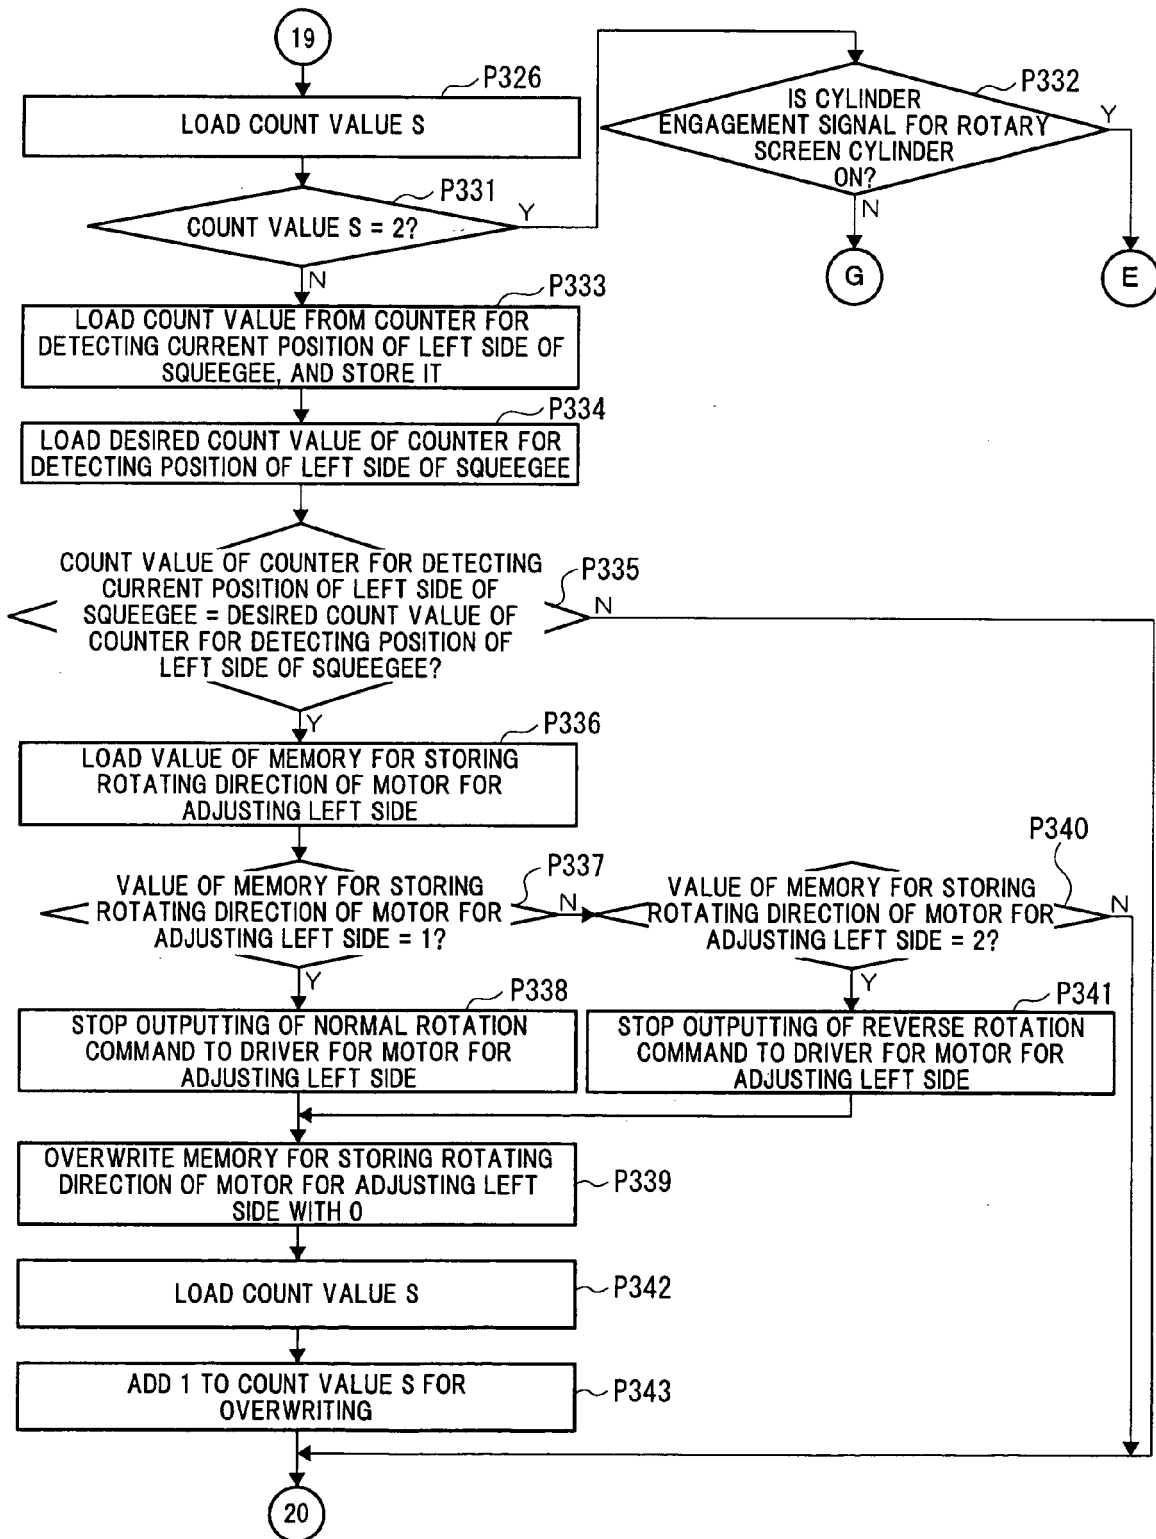 19
P326
LOAD COUNT VALUE S
P331
COUNT VALUE S = 2?
Y
N
P332
IS CYLINDER
ENGAGEMENT SIGNAL FOR ROTARY
SCREEN CYLINDER
ON?
Y
N
G
E
P333
LOAD COUNT VALUE FROM COUNTER FOR
DETECTING CURRENT POSITION OF LEFT SIDE OF
SQUEEGEE, AND STORE IT
P334
LOAD DESIRED COUNT VALUE OF COUNTER FOR
DETECTING POSITION OF LEFT SIDE OF SQUEEGEE
COUNT VALUE OF COUNTER FOR DETECTING
CURRENT POSITION OF LEFT SIDE OF
SQUEEGEE = DESIRED COUNT VALUE OF
COUNTER FOR DETECTING POSITION OF
LEFT SIDE OF SQUEEGEE?
P335
N
Y
P336
LOAD VALUE OF MEMORY FOR STORING
ROTATING DIRECTION OF MOTOR FOR
ADJUSTING LEFT SIDE
P337
VALUE OF MEMORY FOR STORING
ROTATING DIRECTION OF MOTOR FOR
ADJUSTING LEFT SIDE = 1?
N
Y
P340
VALUE OF MEMORY FOR STORING
ROTATING DIRECTION OF MOTOR FOR
ADJUSTING LEFT SIDE = 2?
N
Y
P338
STOP OUTPUTTING OF NORMAL ROTATION
COMMAND TO DRIVER FOR MOTOR FOR
ADJUSTING LEFT SIDE
P341
STOP OUTPUTTING OF REVERSE ROTATION
COMMAND TO DRIVER FOR MOTOR FOR
ADJUSTING LEFT SIDE
OVERWRITE MEMORY FOR STORING ROTATING
DIRECTION OF MOTOR FOR ADJUSTING LEFT
SIDE WITH 0
P339
LOAD COUNT VALUE S
P342
ADD 1 TO COUNT VALUE S FOR
OVERWRITING
P343
20